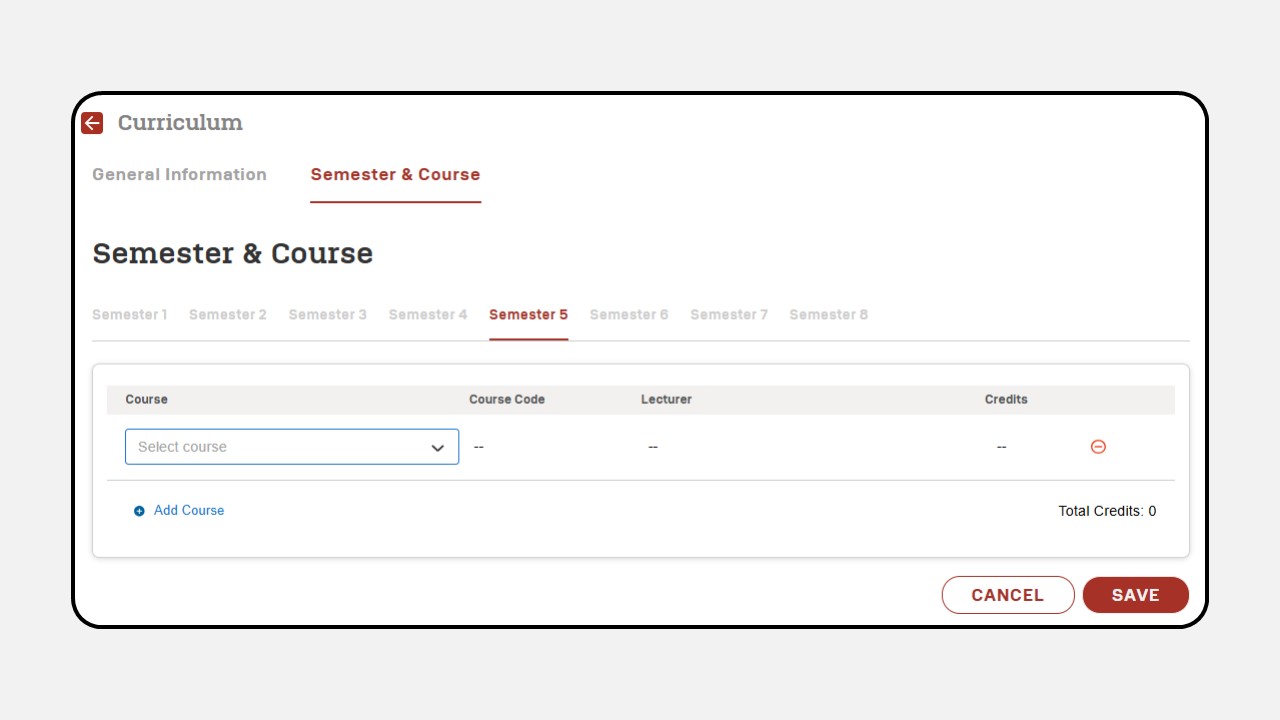 Curriculum
General Information Semester & Course
Semester & Course
Semester 1 Semester 2 Semester 3 Semester 4 Semester 5 Semester 6 Semester 7 Semester 8
Course Course Code Lecturer Credits
Select course -- -- --
Add Course Total Credits: 0
CANCEL SAVE